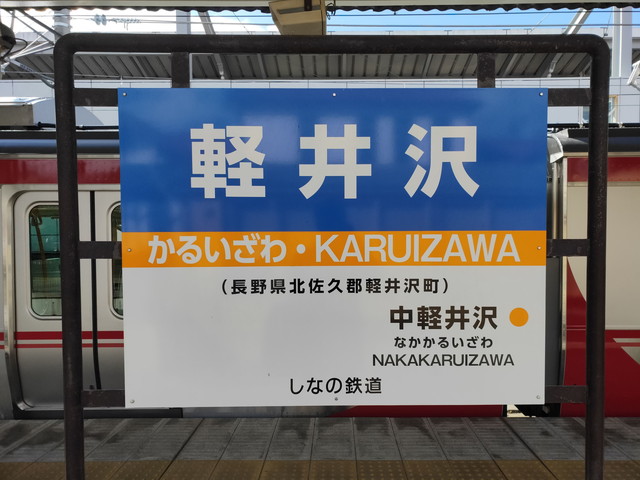 軽井沢
かるいざわ・KARUIZAWA
(長野県北佐久郡軽井沢町)
中軽井沢
なかかるいざわ
NAKAKARUIZAWA
しなの鉄道